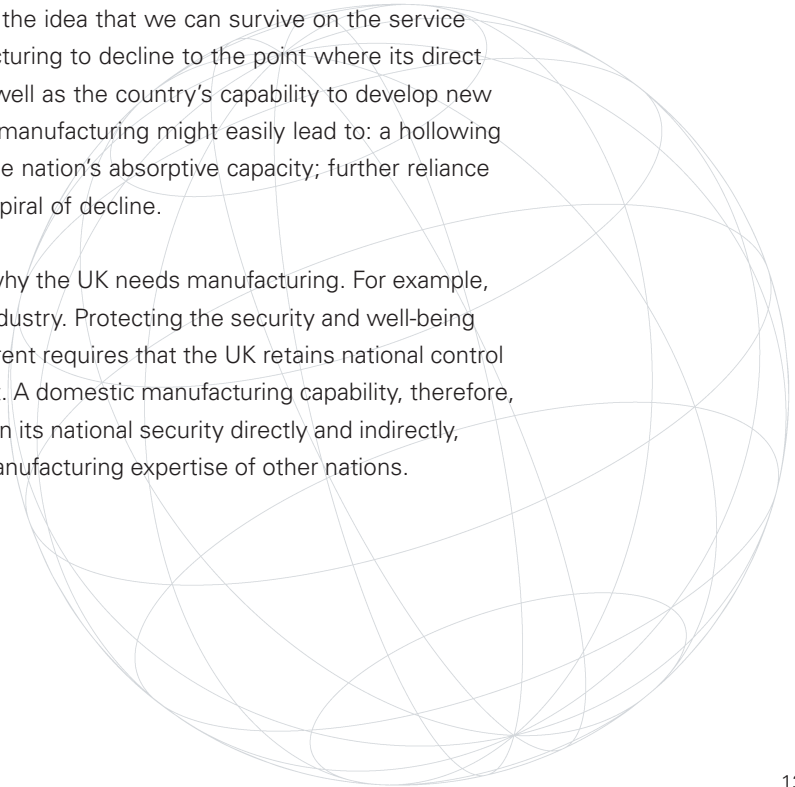 the idea that we can survive on the service
cturing to decline to the point where its direct
well as the country's capability to develop new
manufacturing might easily lead to: a hollowing
e nation's absorptive capacity; further reliance
piral of decline.
why the UK needs manufacturing. For example,
dustry. Protecting the security and well-being
rent requires that the UK retains national control
. A domestic manufacturing capability, therefore,
n its national security directly and indirectly,
anufacturing expertise of other nations.